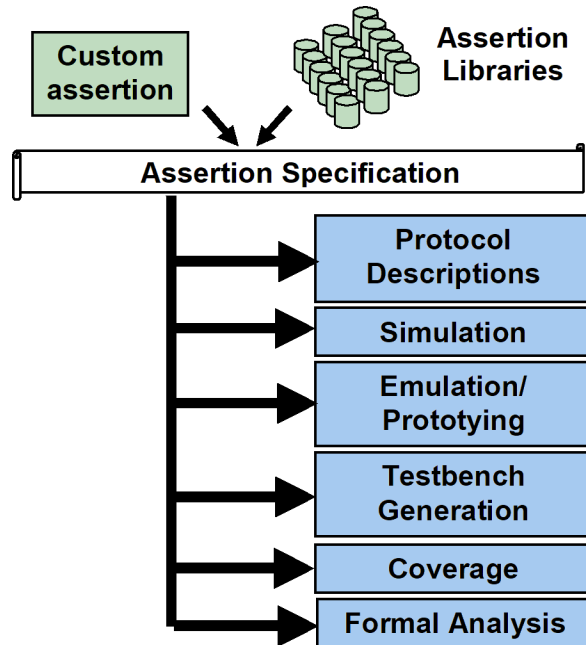 Custom
assertion
Assertion
Libraries
Assertion Specification
Protocol
Descriptions
Simulation
Emulation/
Prototying
Testbench
Generation
Coverage
Formal Analysis